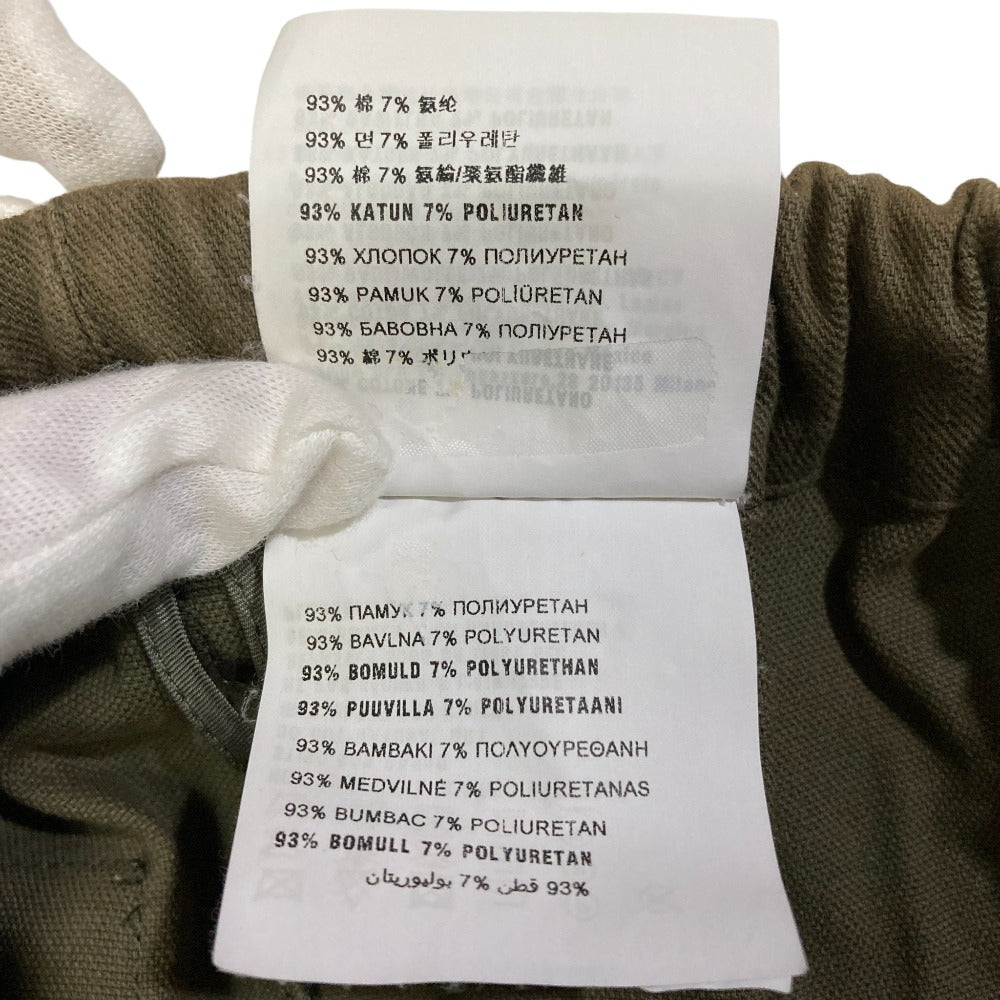 93% 棉 7% 氨纶
93% 면 7% 폴리우레탄
93% 棉 7% 氨綸/聚氨酯纖維
93% KATUN 7% POLIURETAN
93% ХЛОПОК 7% ПОЛИУРЕТАН
93% PAMUK 7% POLİÜRETAN
93% БАВОВНА 7% ПОЛІУРЕТАН
93% 綿 7%
93% ПАМУК 7% ПОЛИУРЕТАН
93% BAVLNA 7% POLYURETAN
93% BOMULD 7% POLYURETHAN
93% PUUVILLA 7% POLYURETAANI
93% ΒΑΜΒΑΚΙ 7% ΠΟΛΥΟΥΡΕΘΑΝΗ
93% MEDVILNĖ 7% POLIURETANAS
93% BUMBAC 7% POLIURETAN
93% BOMULL 7% POLYURETAN
93% قطن 7% بوليوريتان